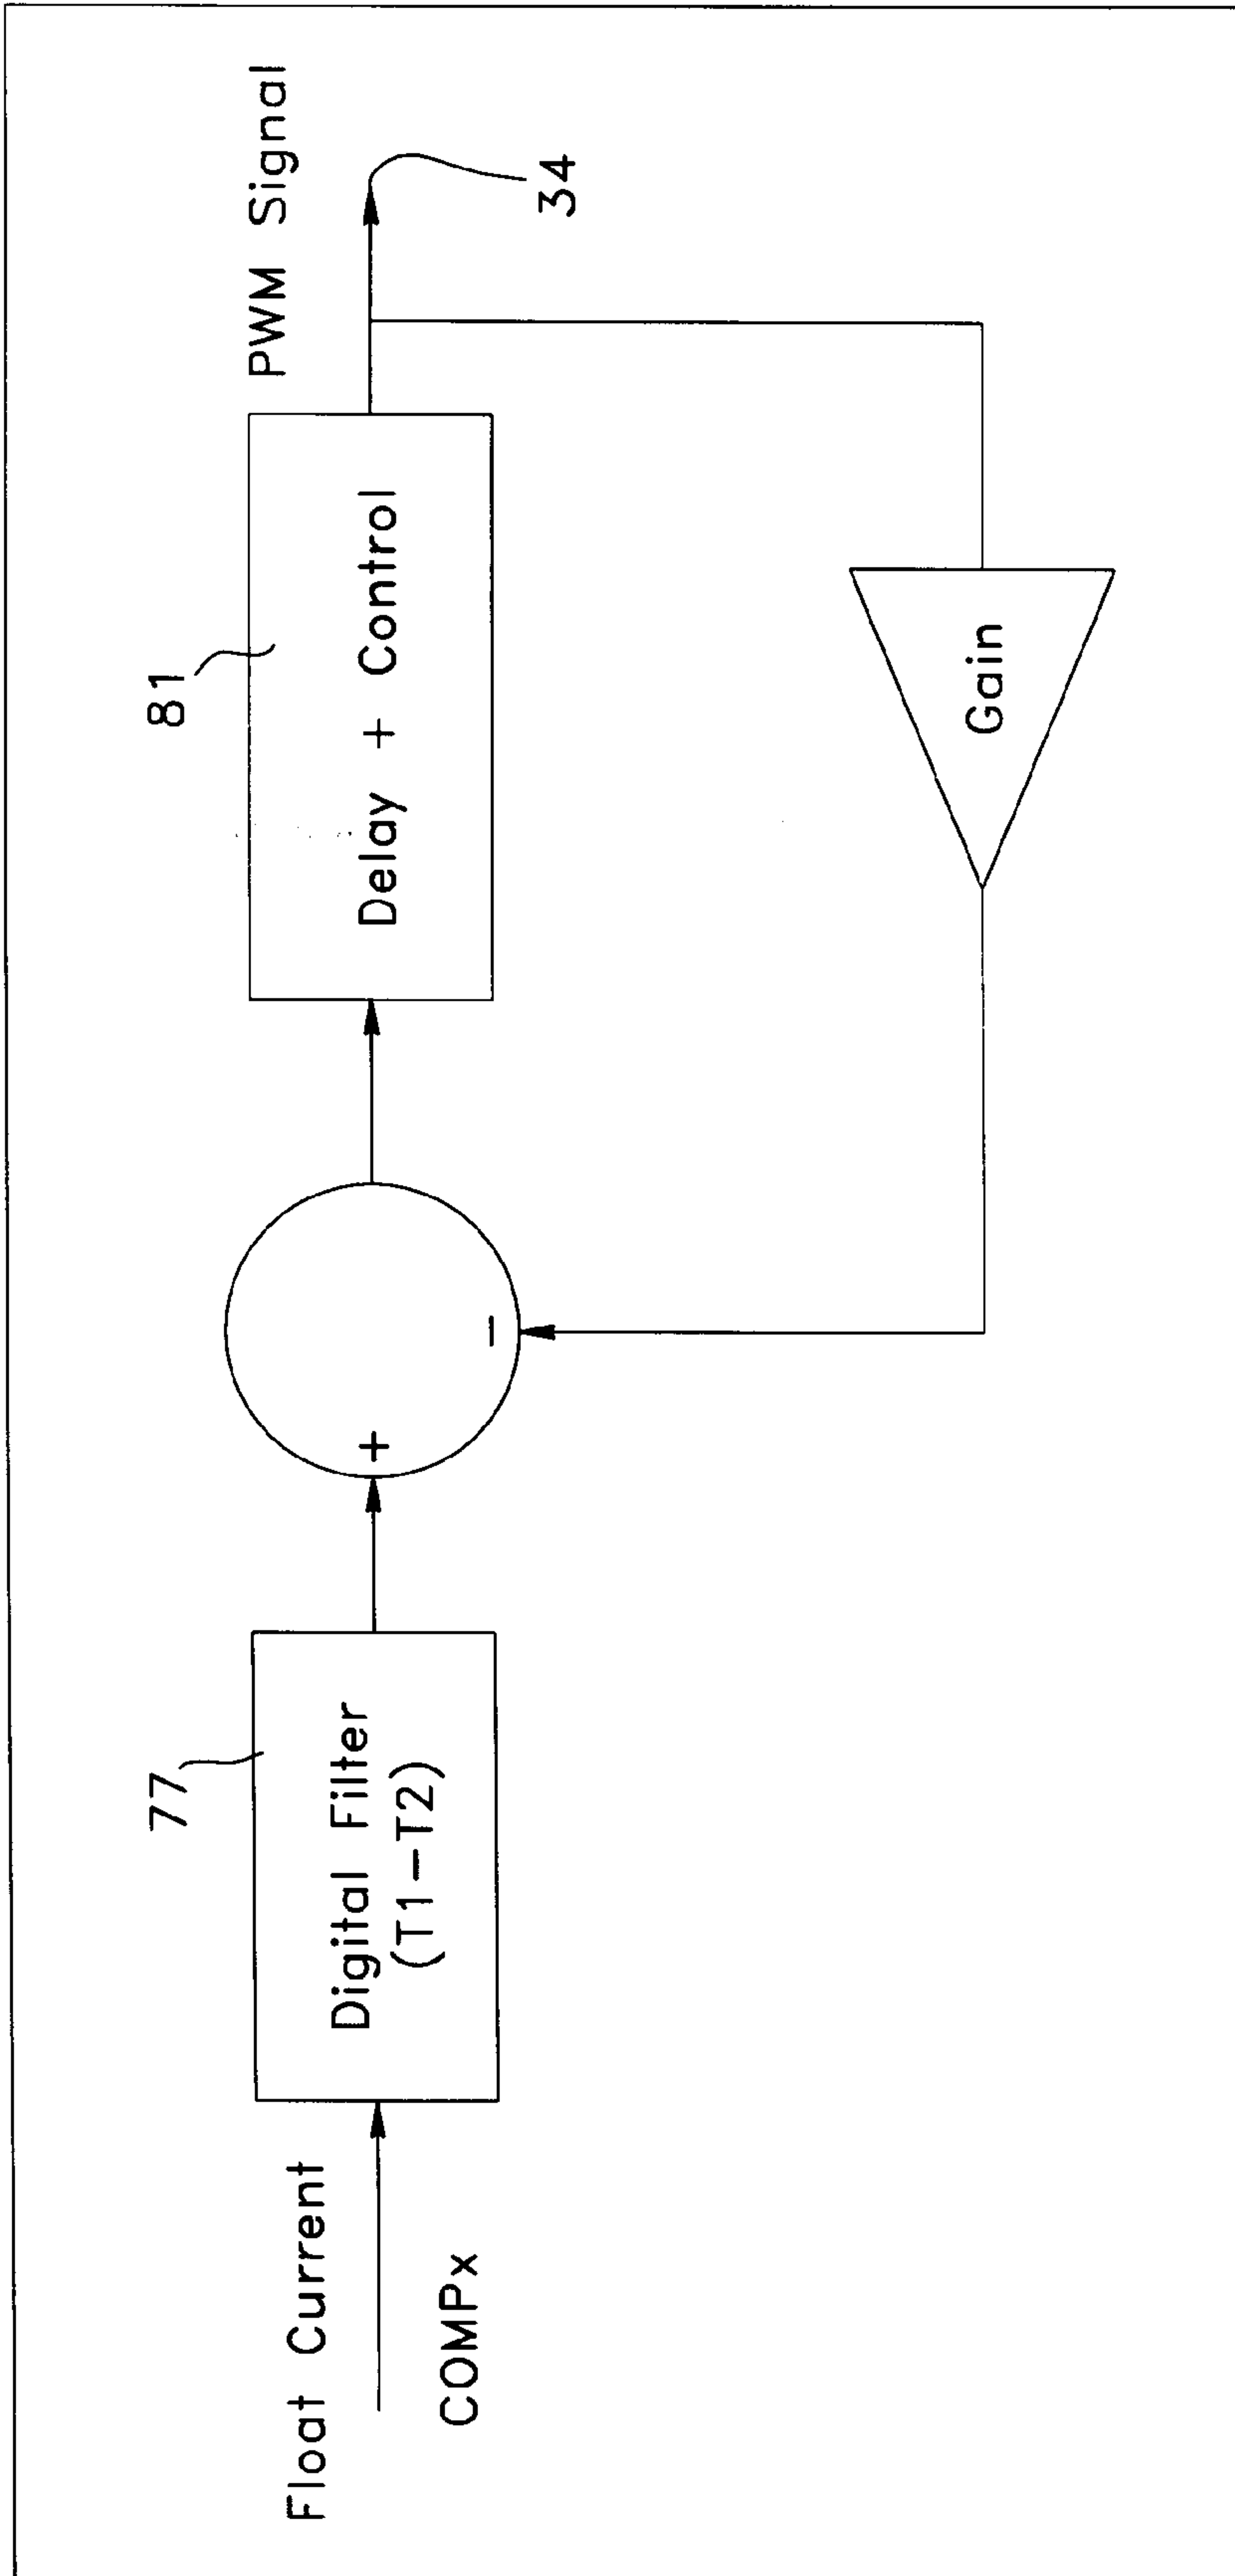 Float Current
COMPx
77
Digital Filter
(T1-T2)
+
-
81
Delay + Control
PWM Signal
34
Gain